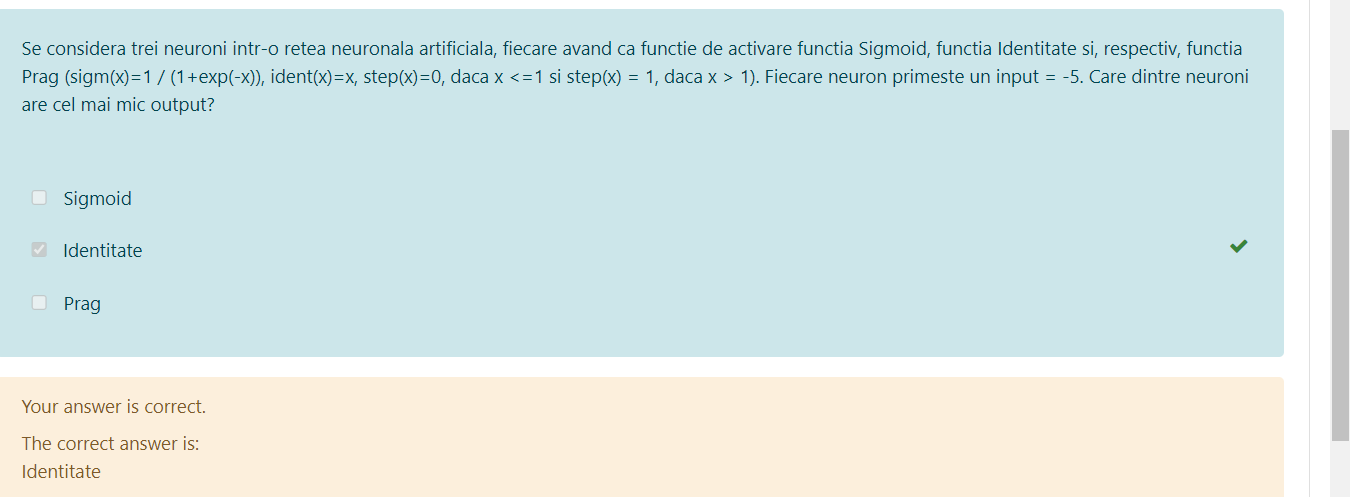 Se considera trei neuroni intr-o retea neuronala artificiala, fiecare avand ca functie de activare functia Sigmoid, functia Identitate si, respectiv, functia
Prag (sigm(x)=1 / (1+exp(-x)), ident(x)=x, step(x)=0, daca x <=1 si step(x) = 1, daca x > 1). Fiecare neuron primeste un input = -5. Care dintre neuroni
are cel mai mic output?
Sigmoid
Identitate
Prag
Your answer is correct.
The correct answer is:
Identitate